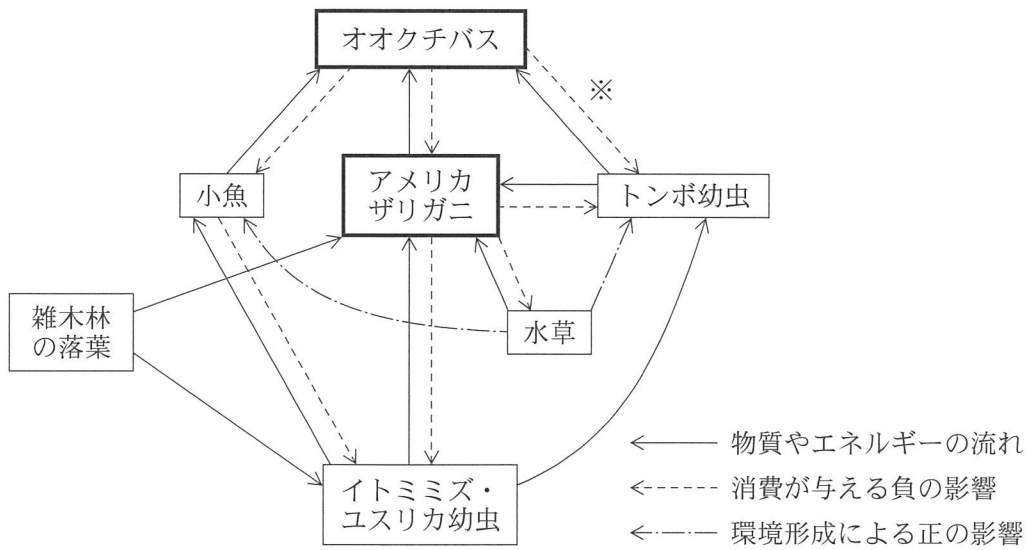 オオクチバス
※
小魚
アメリカ
ザリガニ
トンボ幼虫
雑木林
の落葉
水草
イトミミズ・
ユスリカ幼虫
物質やエネルギーの流れ
消費が与える負の影響
環境形成による正の影響